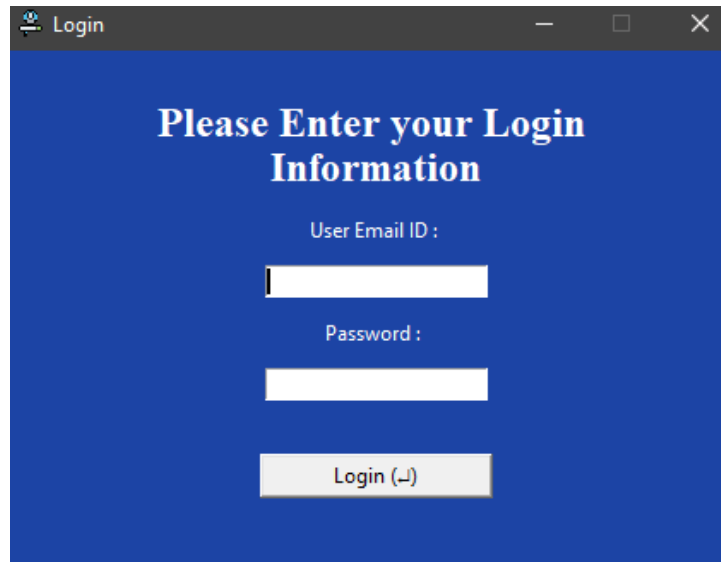 Login
Please Enter your Login
Information
User Email ID :
Password :
Login (↵)